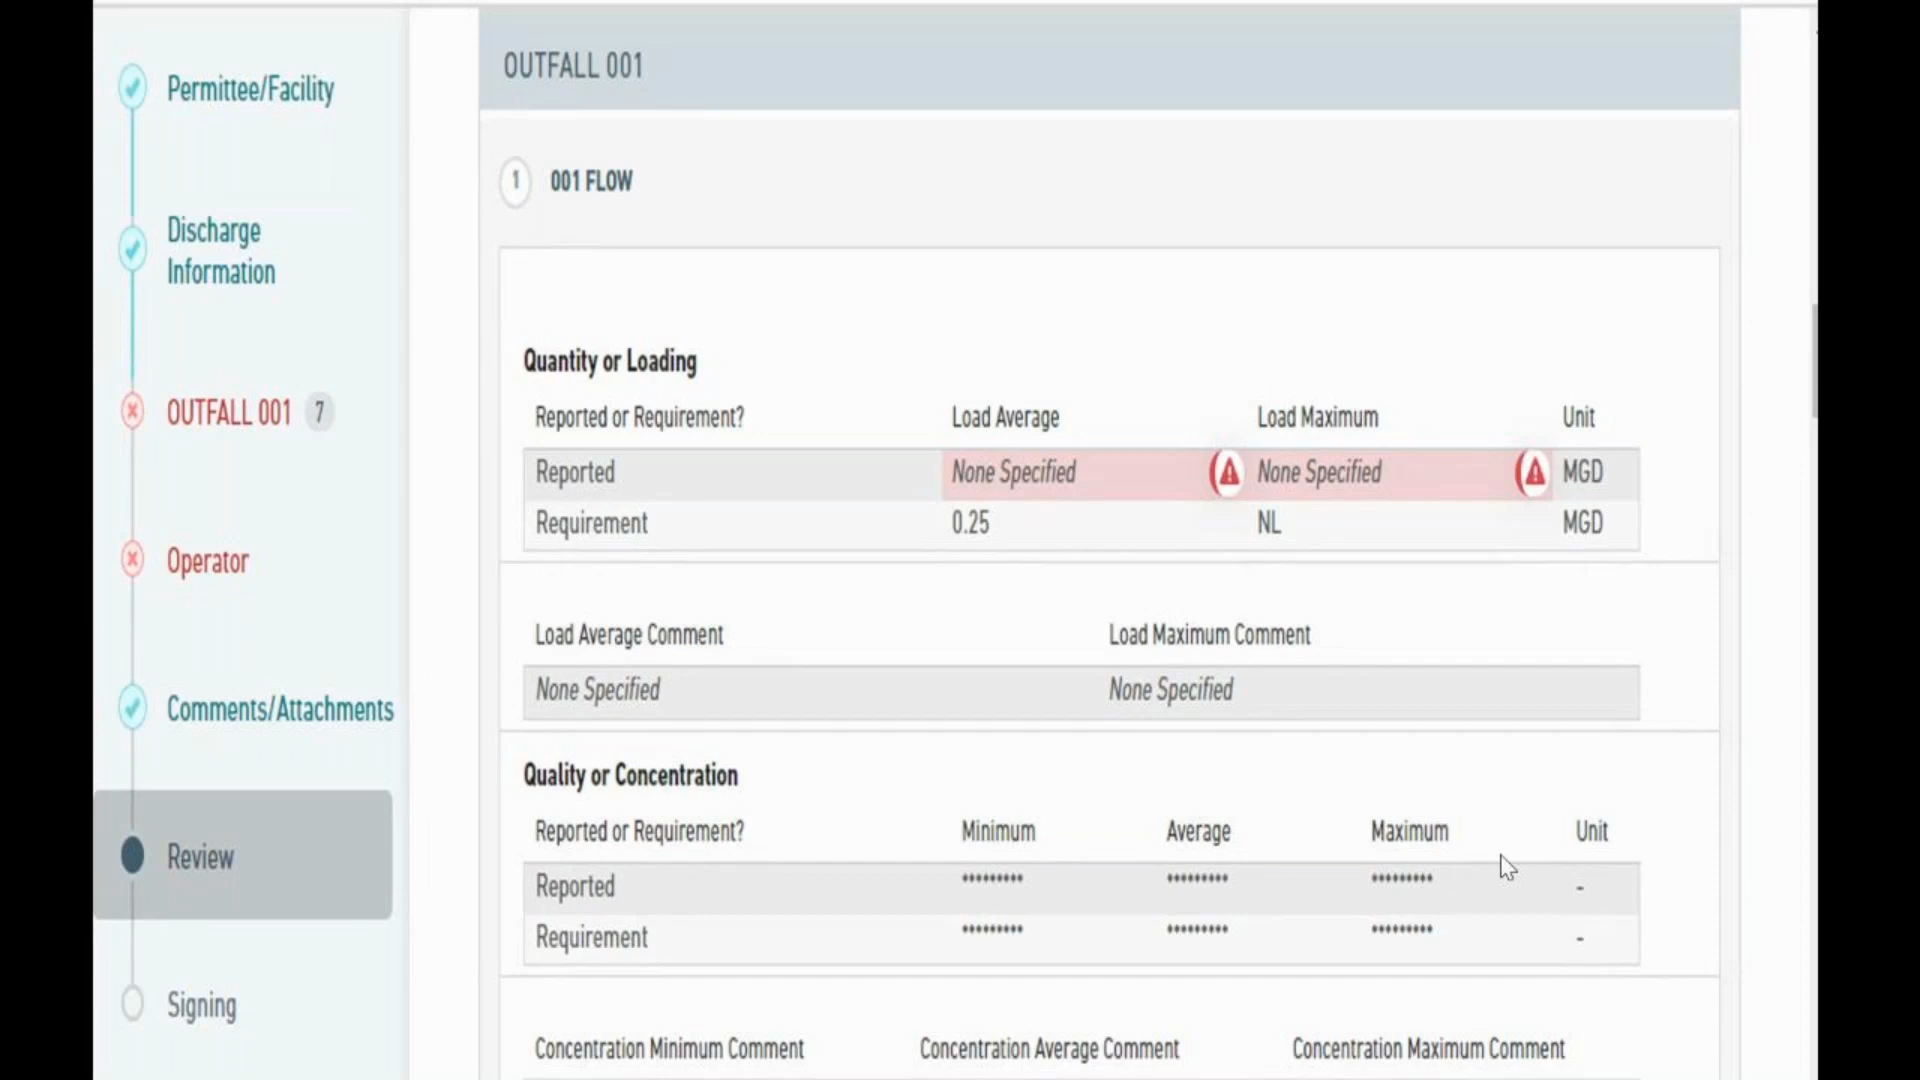 Permittee/Facility
Discharge
Information
OUTFALL 001 7
Operator
Comments/Attachments
Review
Signing
OUTFALL 001
1 001 FLOW
Quantity or Loading
Reported or Requirement? Load Average Load Maximum Unit
Reported None Specified None Specified MGD
Requirement 0.25 NL MGD
Load Average Comment Load Maximum Comment
None Specified None Specified
Quality or Concentration
Reported or Requirement? Minimum Average Maximum Unit
Reported ********* ********* ********* -
Requirement ********* ********* ********* -
Concentration Minimum Comment Concentration Average Comment Concentration Maximum Comment